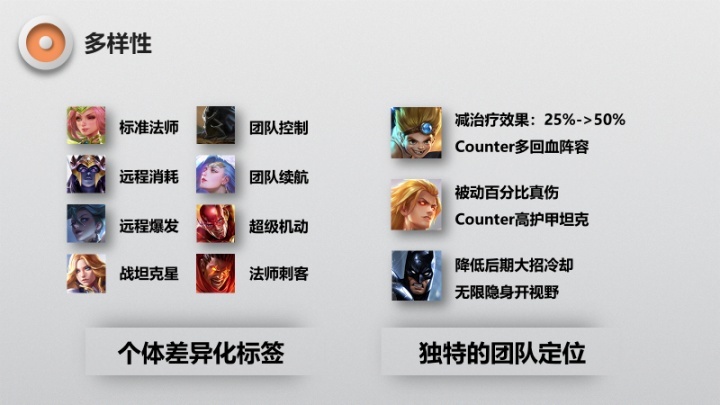 多样性
标准法师
团队控制
远程消耗
团队续航
远程爆发
超级机动
战坦克星
法师刺客
个体差异化标签
减治疗效果：25%->50%
Counter多回血阵容
被动百分比真伤
Counter高护甲坦克
降低后期大招冷却
无限隐身开视野
独特的团队定位